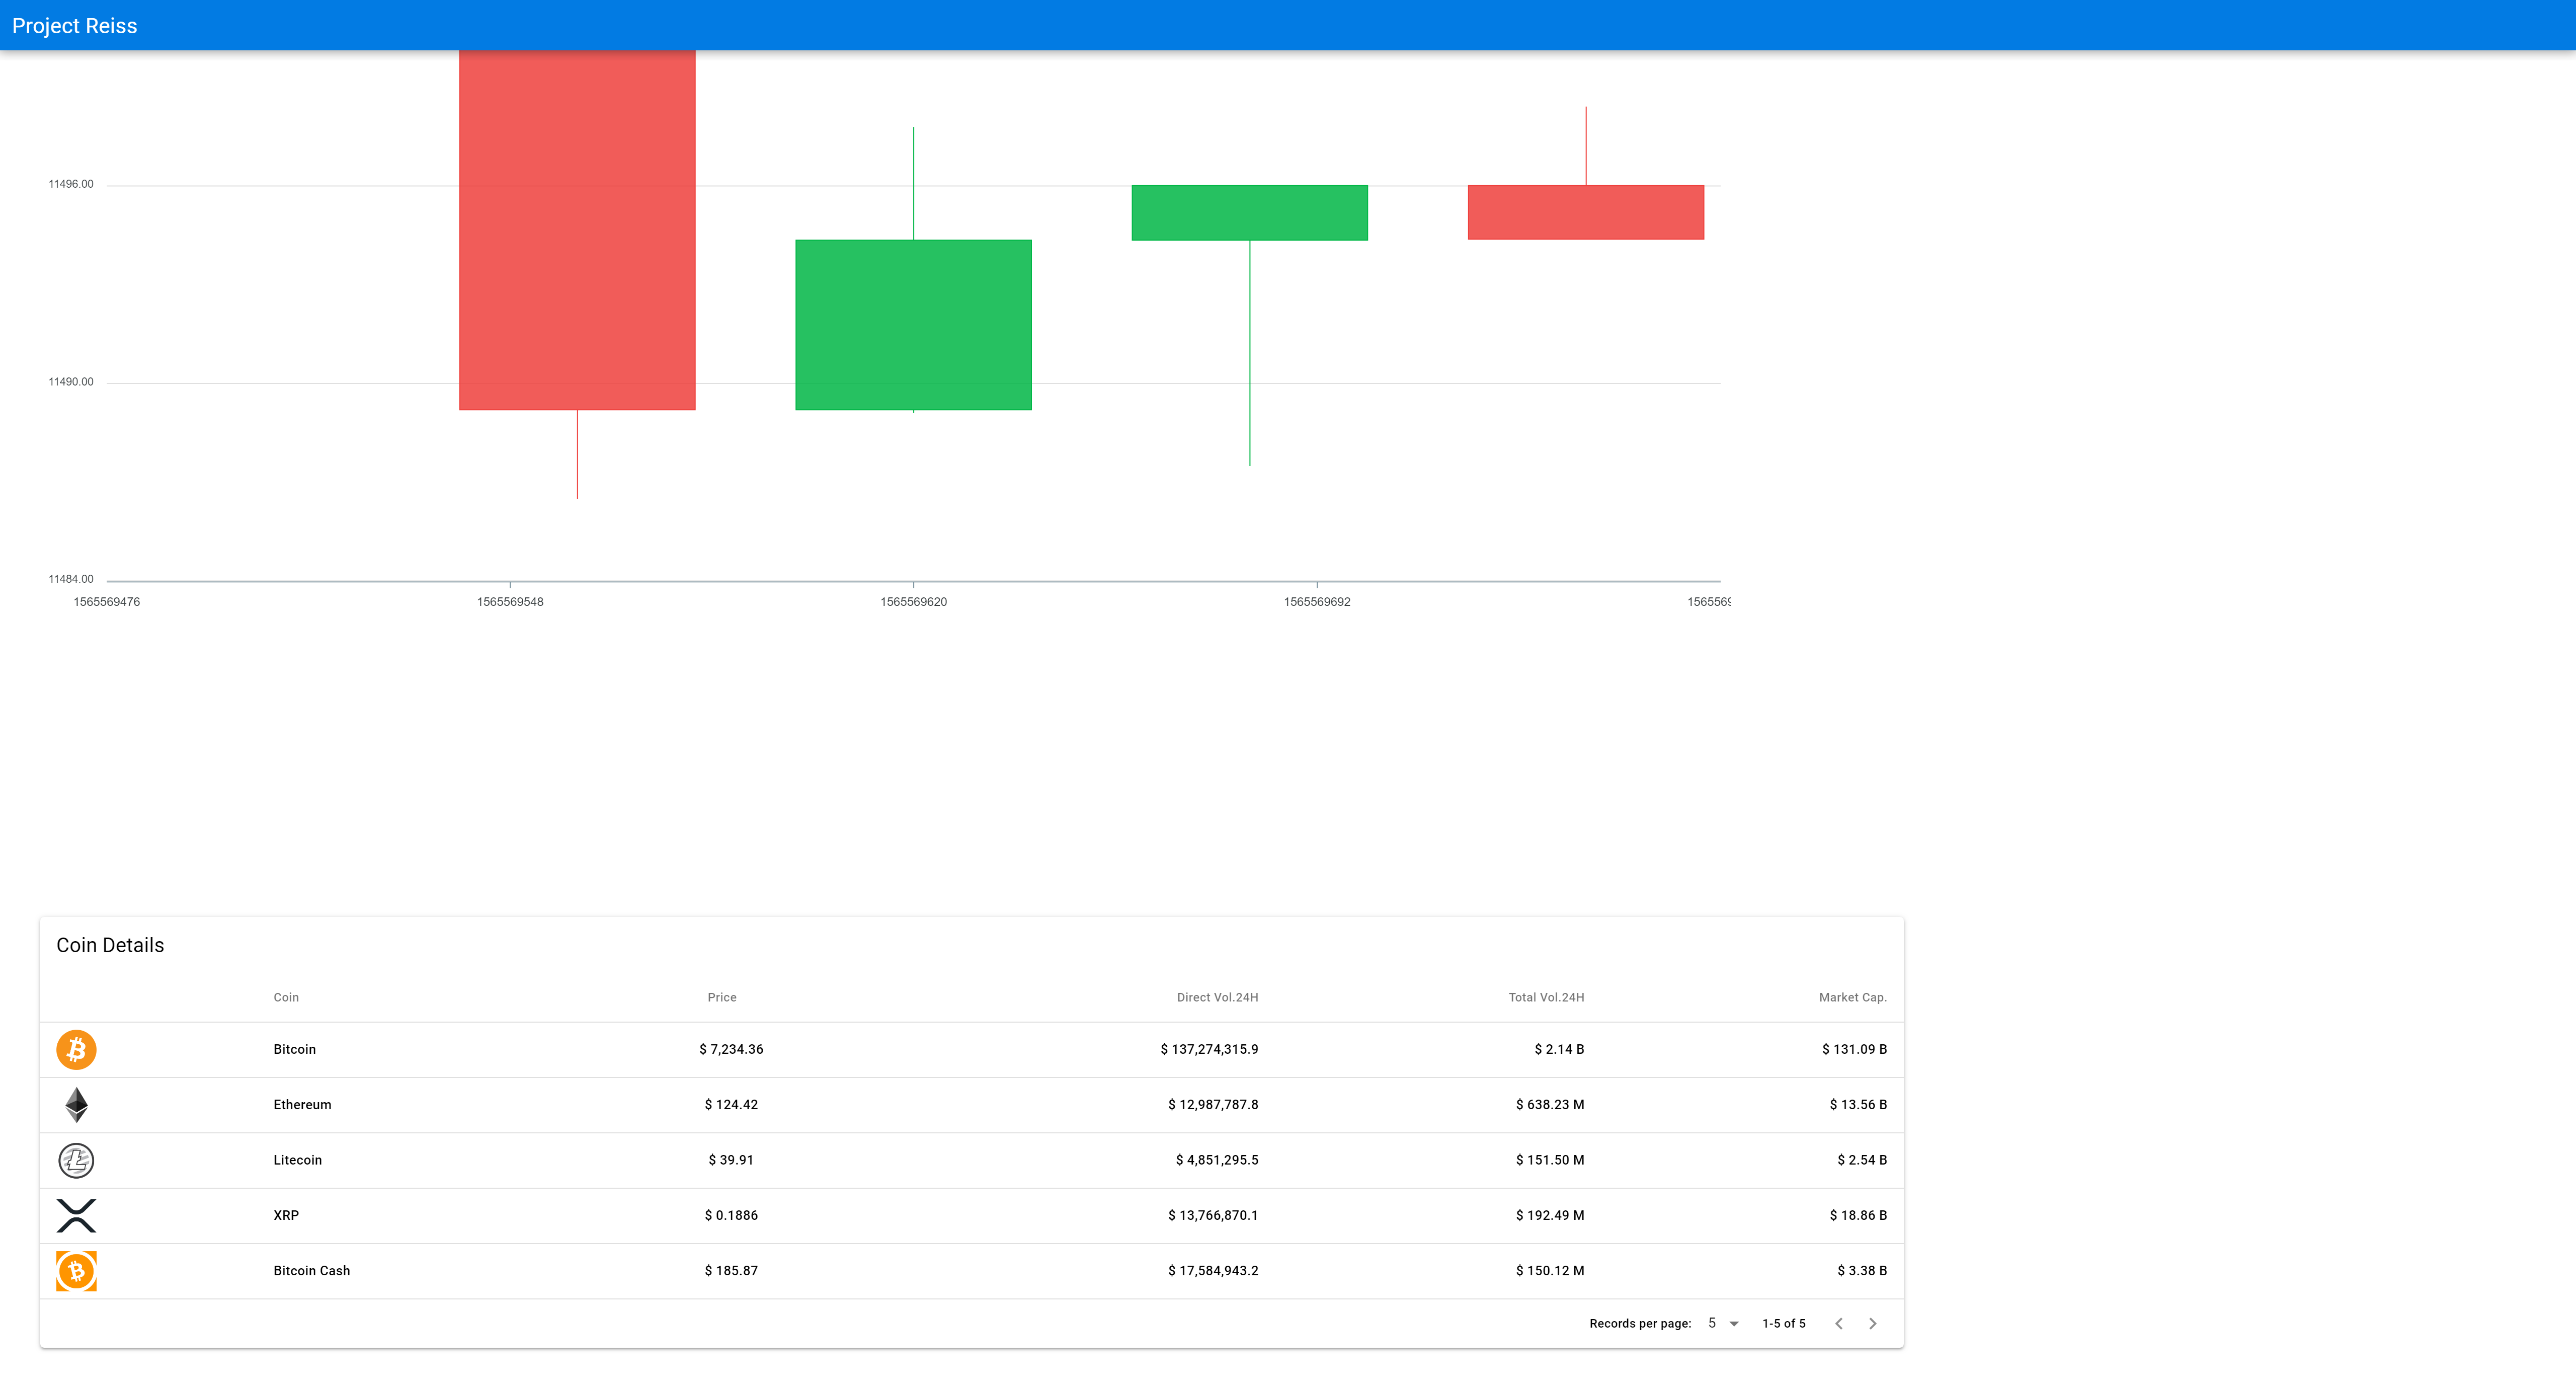 Project Reiss
11496.00
11490.00
11484.00
1565569476 1565569548 1565569620 1565569692 1565569
Coin Details
Coin Price Direct Vol.24H Total Vol.24H Market Cap.
Bitcoin $ 7,234.36 $ 137,274,315.9 $ 2.14 B $ 131.09 B
Ethereum $ 124.42 $ 12,987,787.8 $ 638.23 M $ 13.56 B
Litecoin $ 39.91 $ 4,851,295.5 $ 151.50 M $ 2.54 B
XRP $ 0.1886 $ 13,766,870.1 $ 192.49 M $ 18.86 B
Bitcoin Cash $ 185.87 $ 17,584,943.2 $ 150.12 M $ 3.38 B
Records per page: 5 1-5 of 5